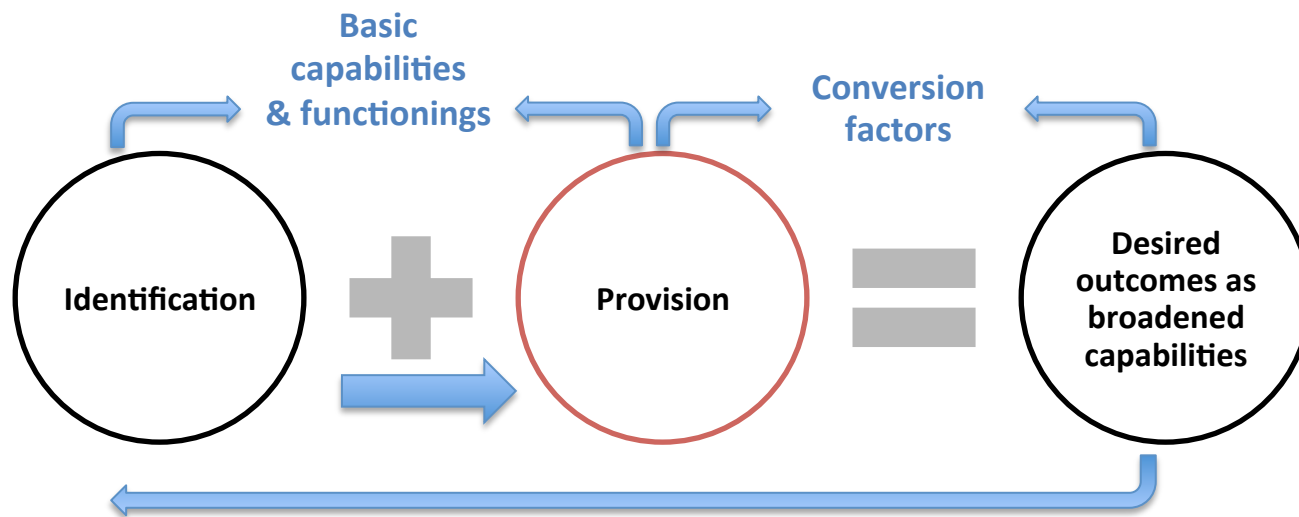 Basic
capabilities
& functionings
Conversion
factors
Identification
Provision
Desired
outcomes as
broadened
capabilities